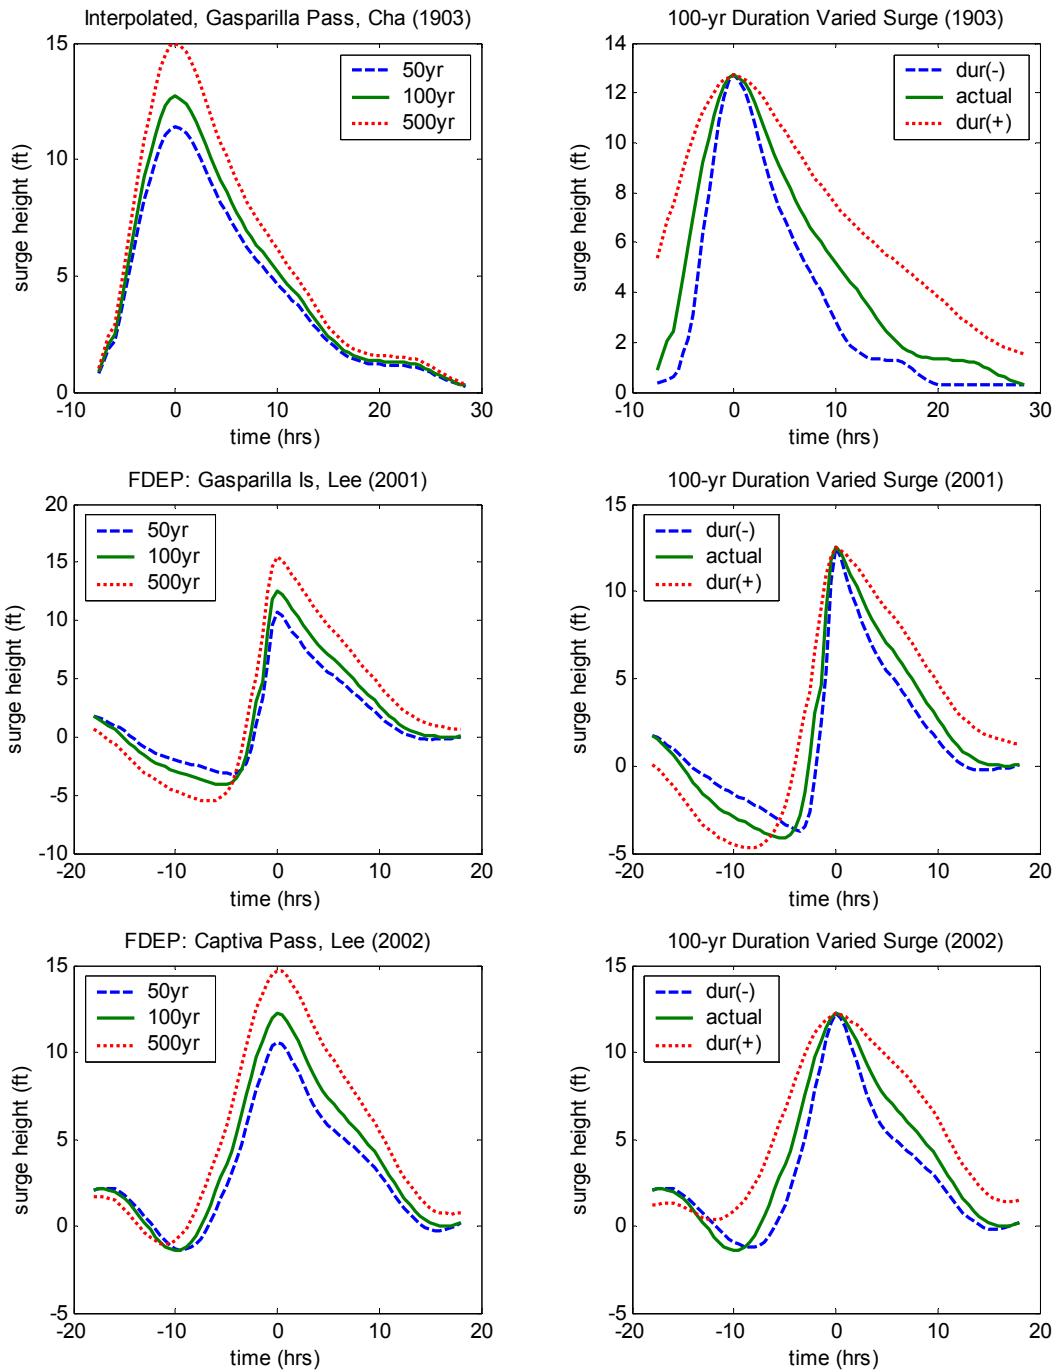 Interpolated, Gasparilla Pass, Cha (1903)
15
10
5
0
-10
0
10
20
30
surge height (ft)
time (hrs)
50yr
100yr
500yr
100-yr Duration Varied Surge (1903)
14
12
10
8
6
4
2
0
-10
0
10
20
30
surge height (ft)
time (hrs)
dur(-)
actual
dur(+)
FDEP: Gasparilla Is, Lee (2001)
20
15
10
5
0
-5
-10
-20
-10
0
10
20
surge height (ft)
time (hrs)
50yr
100yr
500yr
100-yr Duration Varied Surge (2001)
15
10
5
0
-5
-20
-10
0
10
20
surge height (ft)
time (hrs)
dur(-)
actual
dur(+)
FDEP: Captiva Pass, Lee (2002)
15
10
5
0
-5
-20
-10
0
10
20
surge height (ft)
time (hrs)
50yr
100yr
500yr
100-yr Duration Varied Surge (2002)
15
10
5
0
-5
-20
-10
0
10
20
surge height (ft)
time (hrs)
dur(-)
actual
dur(+)